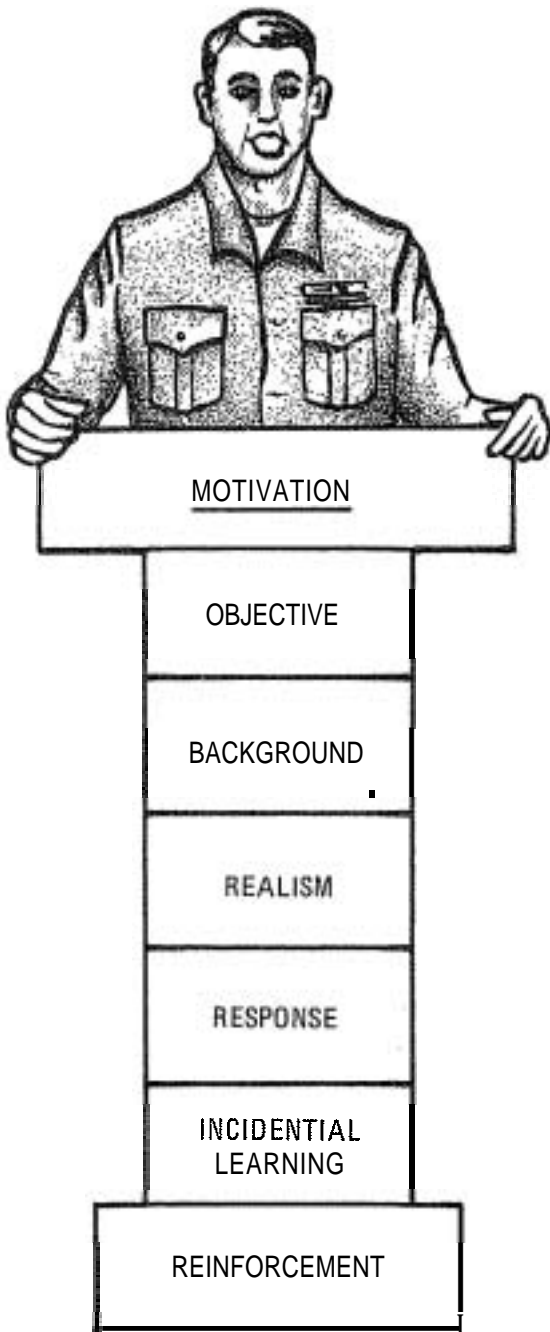 MOTIVATION
OBJECTIVE
BACKGROUND
REALISM
RESPONSE
INCIDENTIAL
LEARNING
REINFORCEMENT